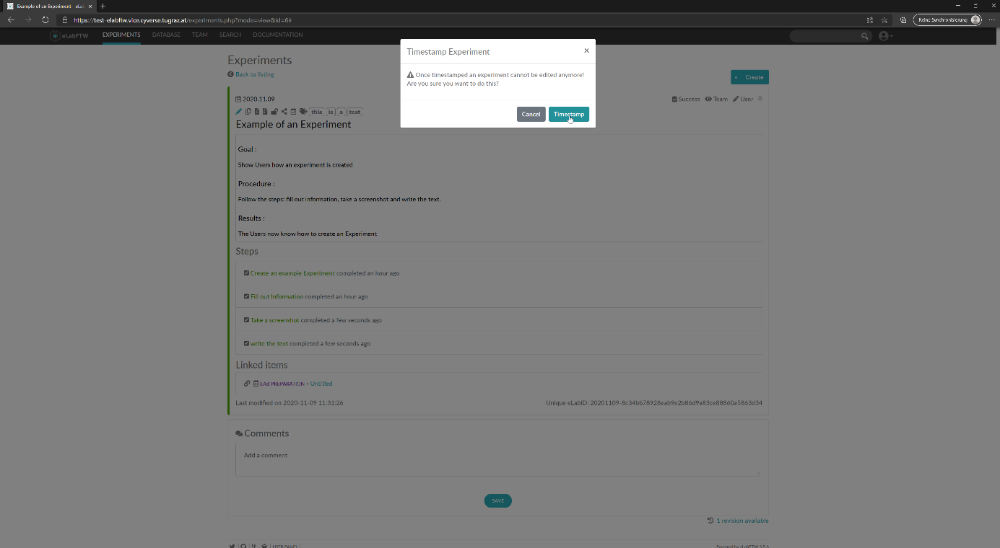 Example of an Experiment - eLab
https://test-elabftw.vice.cyverse.tugraz.at/experiments.php?mode=view&id=6#
Keine Synchronisierung
eLabFTW
EXPERIMENTS
DATABASE
TEAM
SEARCH
DOCUMENTATION
Timestamp Experiment
×
Once timestamped an experiment cannot be edited anymore!
Are you sure you want to do this?
Cancel
Timestamp
Experiments
Back to listing
Create
2020.11.09
Success
Team
User
this is a test
Example of an Experiment
Goal :
Show Users how an experiment is created
Procedure :
Follow the steps: fill out information, take a screenshot and write the text.
Results :
The Users now know how to create an Experiment
Steps
Create an example Experiment completed an hour ago
Fill out Information completed an hour ago
Take a screenshot completed a few seconds ago
write the text completed a few seconds ago
Linked items
LAB PREPARATION - Untitled
Last modified on 2020-11-09 11:31:26
Unique eLabID: 20201109-8c34bb78928eab9e2b86d9a83ce88860a5863d34
Comments
Add a comment
SAVE
1 revision available
USER PANEL
Powered by eLabFTW 3.5.6